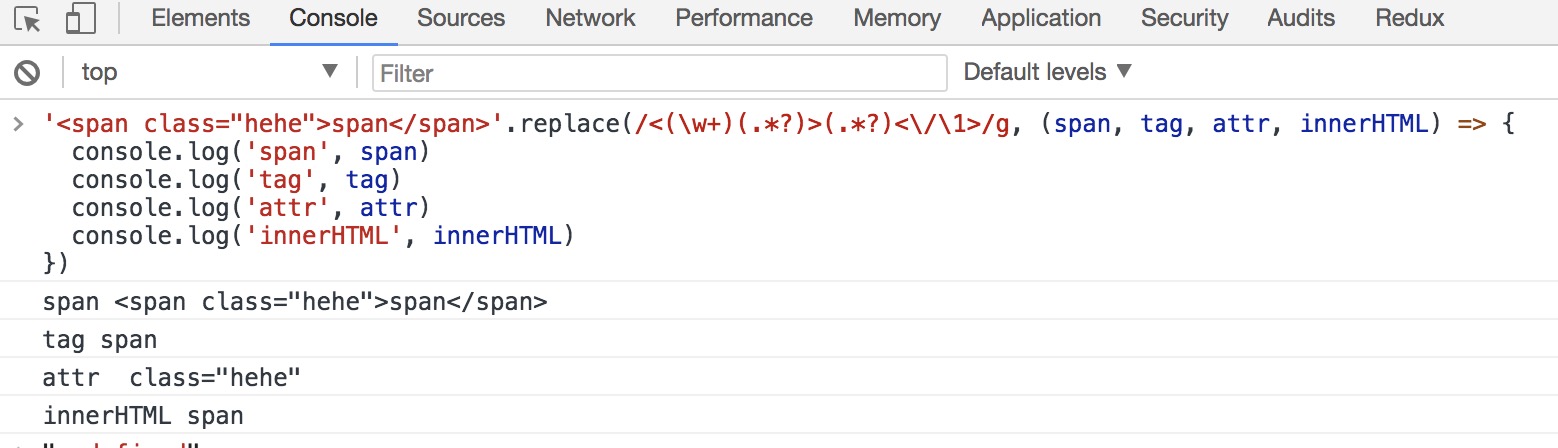 Elements Console Sources Network Performance Memory Application Security Audits Redux
top Filter Default levels
> '<span class="hehe">span</span>'.replace(/<(\w+)(.*?)>(.*?)<\/\1>/g, (span, tag, attr, innerHTML) => {
  console.log('span', span)
  console.log('tag', tag)
  console.log('attr', attr)
  console.log('innerHTML', innerHTML)
})
span <span class="hehe">span</span>
tag span
attr  class="hehe"
innerHTML span